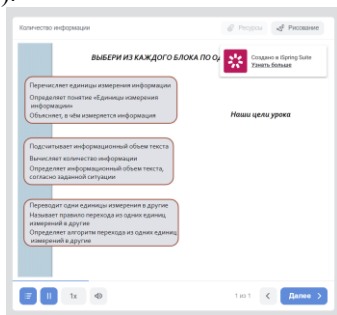 ).
Количество информации
Ресурсы
Рисование
ВЫБЕРИ ИЗ КАЖДОГО БЛОКА ПО О
Создано в iSpring Suite
Узнать больше
Перечисляет единицы измерения информации
Определяет понятие «Единицы измерения
информации»
Объясняет, в чём измеряется информация
Наши цели урока
Подсчитывает информационный объем текста
Вычисляет количество информации
Определяет информационный объем текста,
согласно заданной ситуации
Переводит одни единицы измерения в другие
Называет правило перехода из одних единиц
измерений в другие
Определяет алгоритм перехода из одних единиц
измерений в другие
1x
1 из 1
Далее